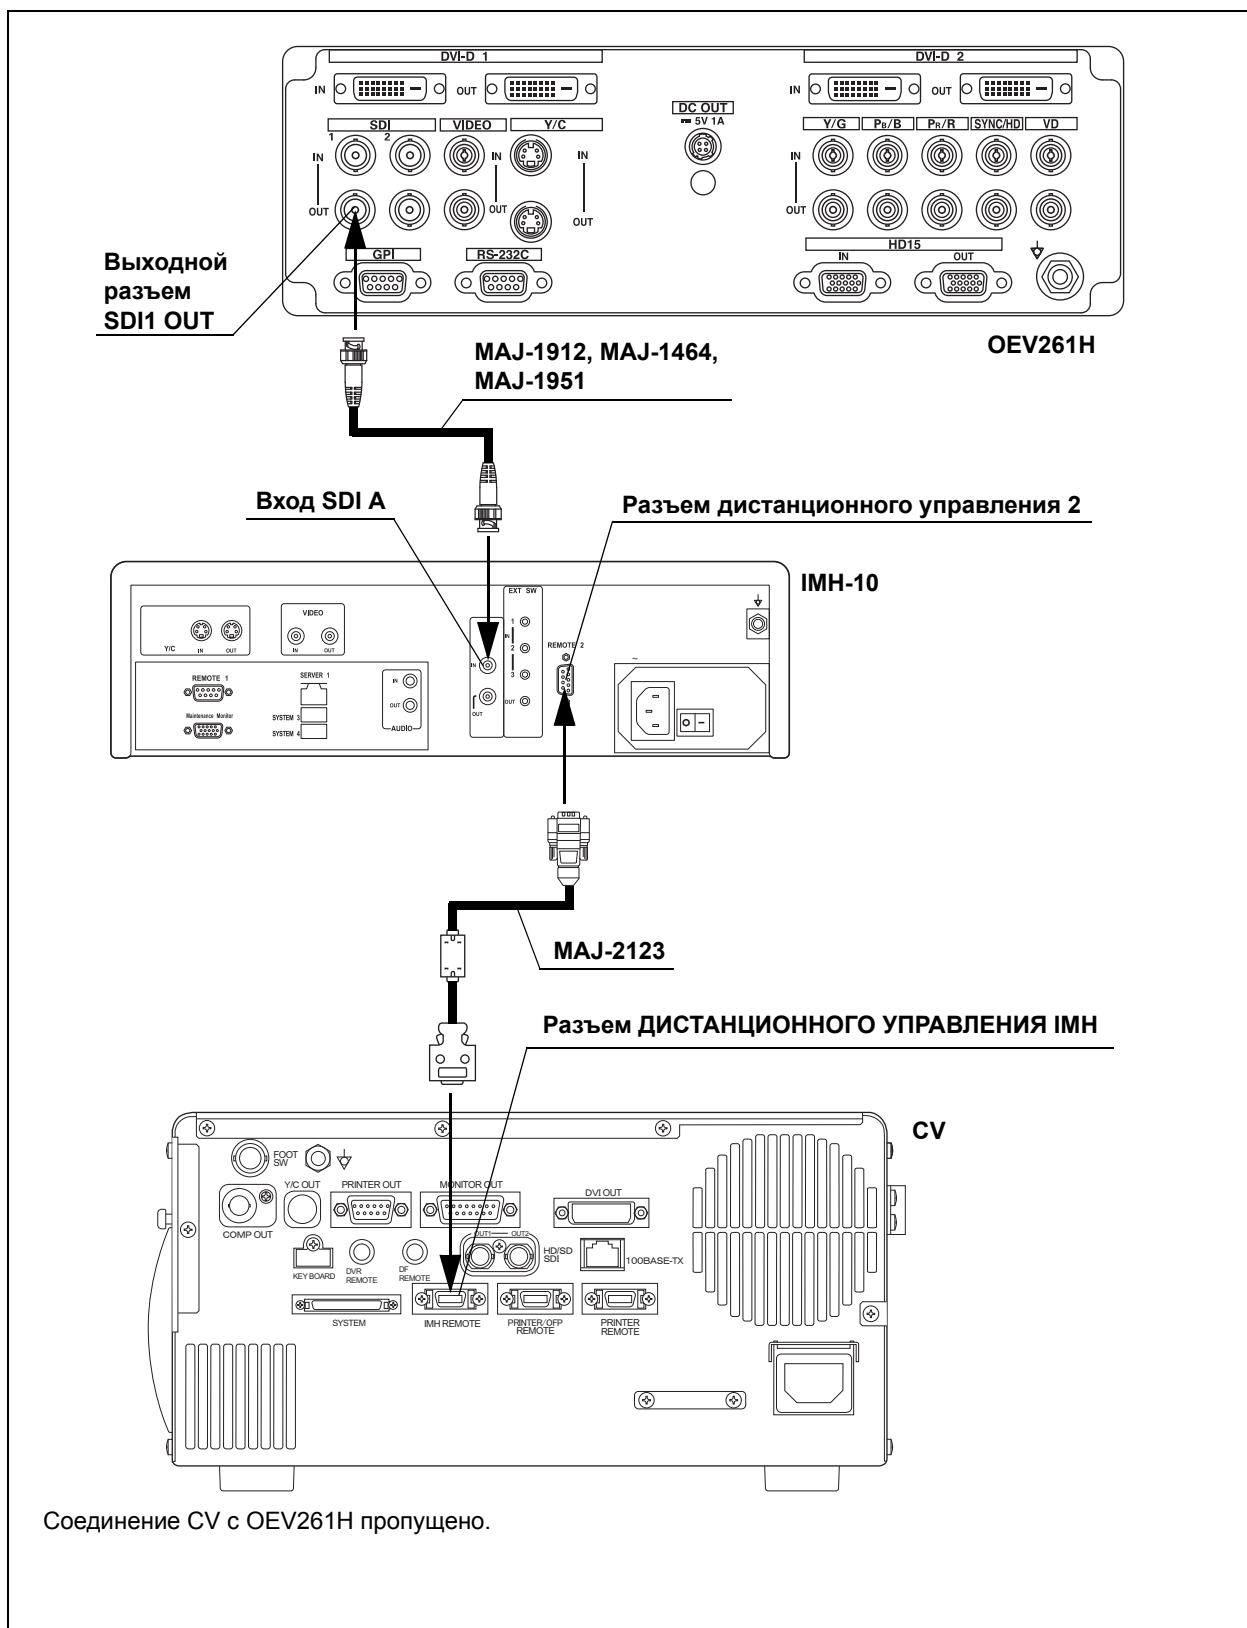 DVI-D 1
DVI-D 2
IN
OUT
IN
OUT
DC OUT
5V 1A
SDI
VIDEO
Y/C
Y/G
PB/B
PR/R
SYNC/HD
VD
1
2
IN
IN
IN
IN
OUT
OUT
OUT
OUT
GPI
RS-232C
HD15
IN
OUT
Выходной
разъем
SDI1 OUT
OEV261H
MAJ-1912, MAJ-1464,
MAJ-1951
Вход SDI A
Разъем дистанционного управления 2
IMH-10
EXT SW
VIDEO
1
IN
2
3
OUT
REMOTE 2
Y/C
IN
OUT
IN
OUT
IN
OUT
REMOTE 1
SERVER 1
IN
OUT
AUDIO
Maintenance Monitor
SYSTEM 3
SYSTEM 4
~
MAJ-2123
Разъем ДИСТАНЦИОННОГО УПРАВЛЕНИЯ IMH
CV
FOOT
SW
Y/C OUT
PRINTER OUT
MONITOR OUT
DVI OUT
COMP OUT
OUT1
OUT2
HD/SD
SDI
100BASE-TX
KEYBOARD
DVR
REMOTE
DF
REMOTE
SYSTEM
IMH REMOTE
PRINTER/OFP
REMOTE
PRINTER
REMOTE
Соединение CV с OEV261H пропущено.